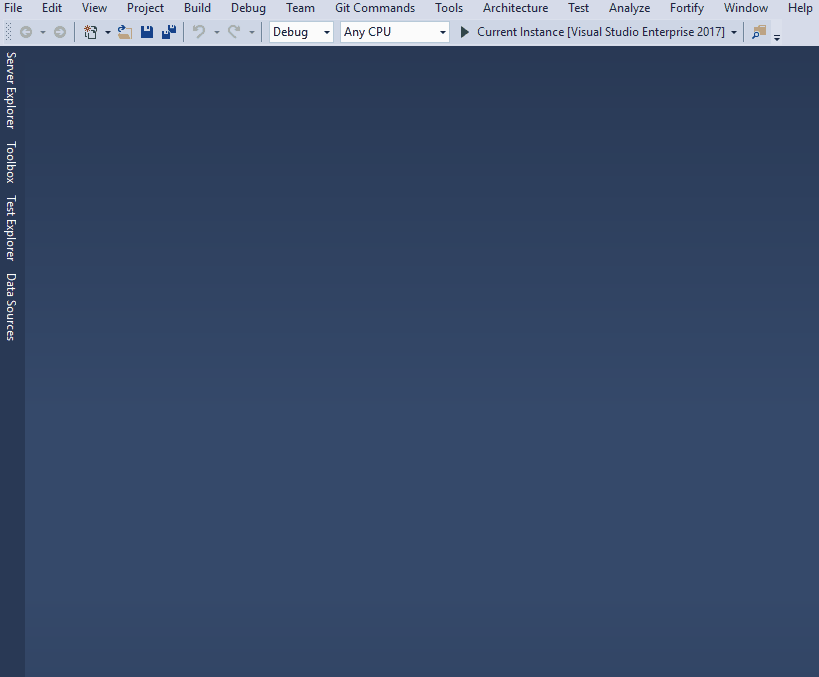 File Edit View Project Build Debug Team Git Commands Tools Architecture Test Analyze Fortify Window Help
Debug Any CPU Current Instance [Visual Studio Enterprise 2017]
Server Explorer
Toolbox
Test Explorer
Data Sources